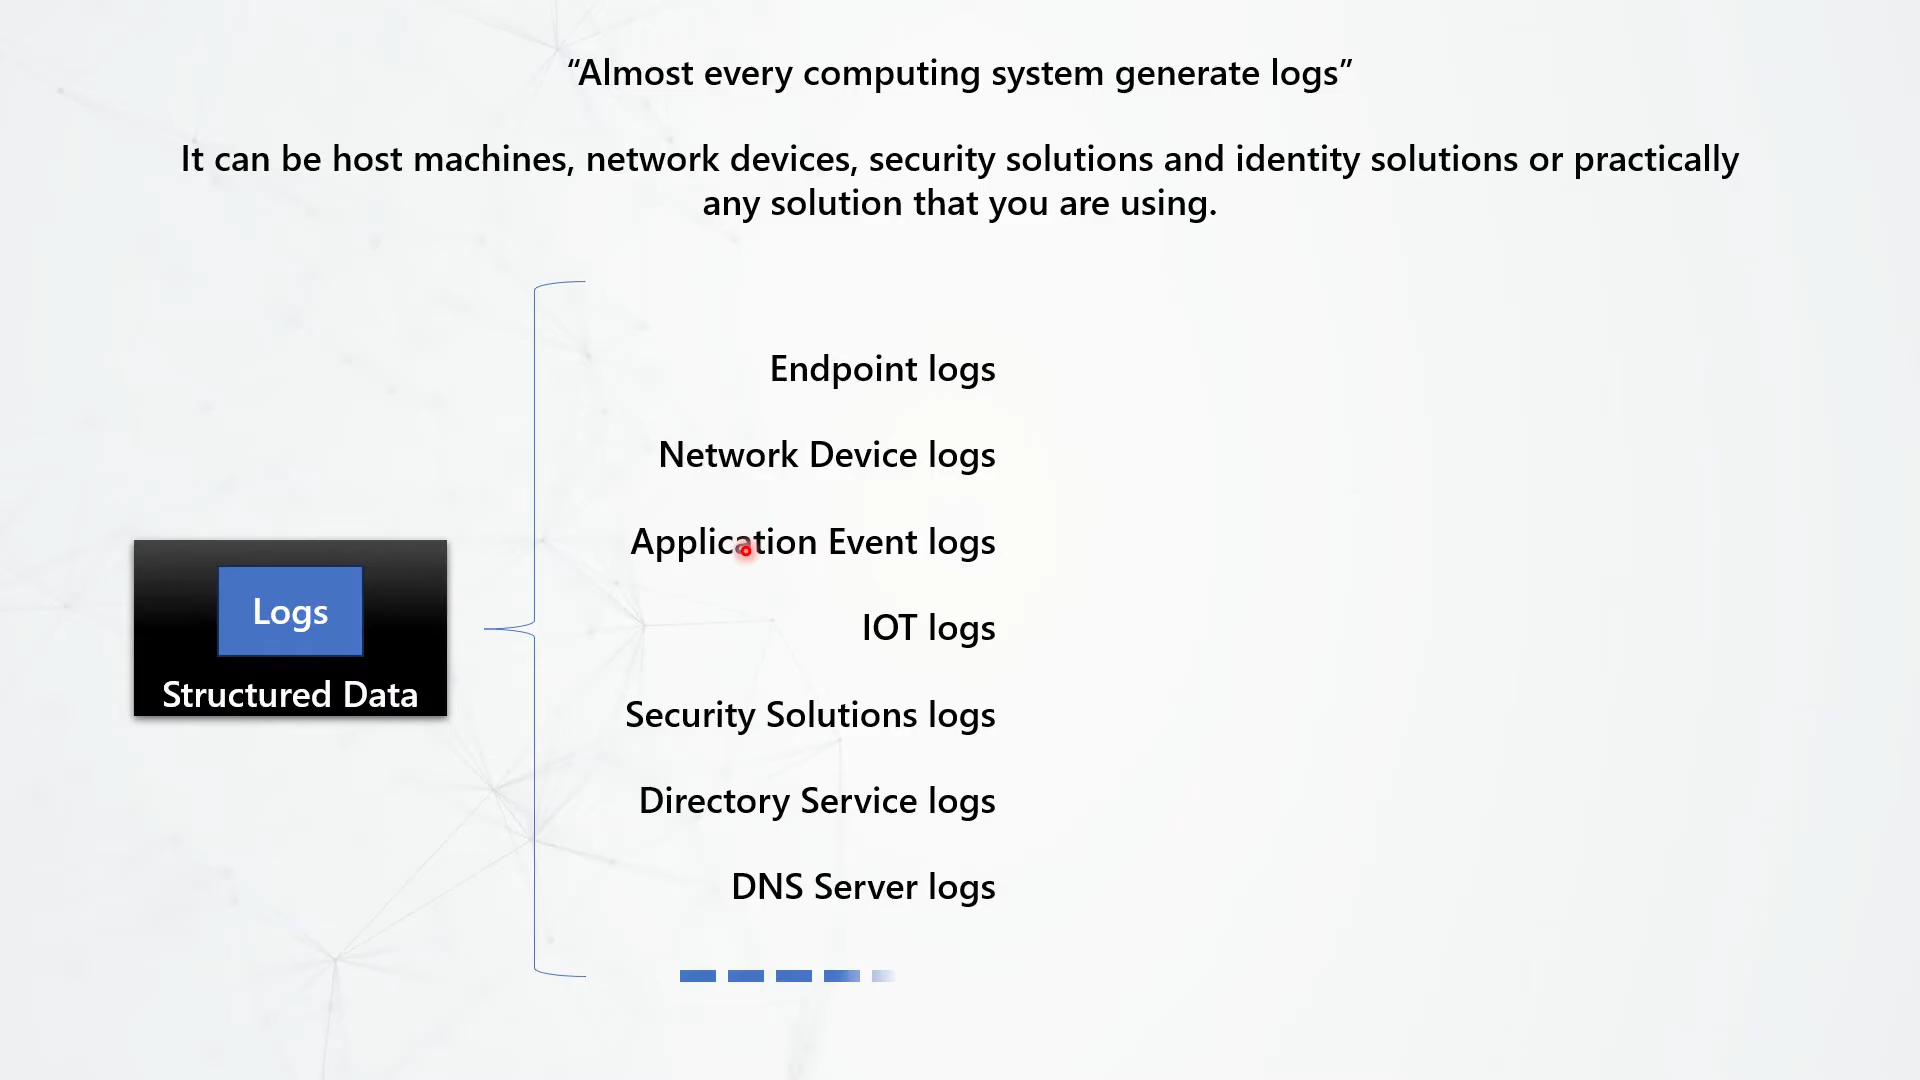 “Almost every computing system generate logs”
It can be host machines, network devices, security solutions and identity solutions or practically
any solution that you are using.
Endpoint logs
Network Device logs
Application Event logs
IOT logs
Security Solutions logs
Directory Service logs
DNS Server logs
Logs
Structured Data